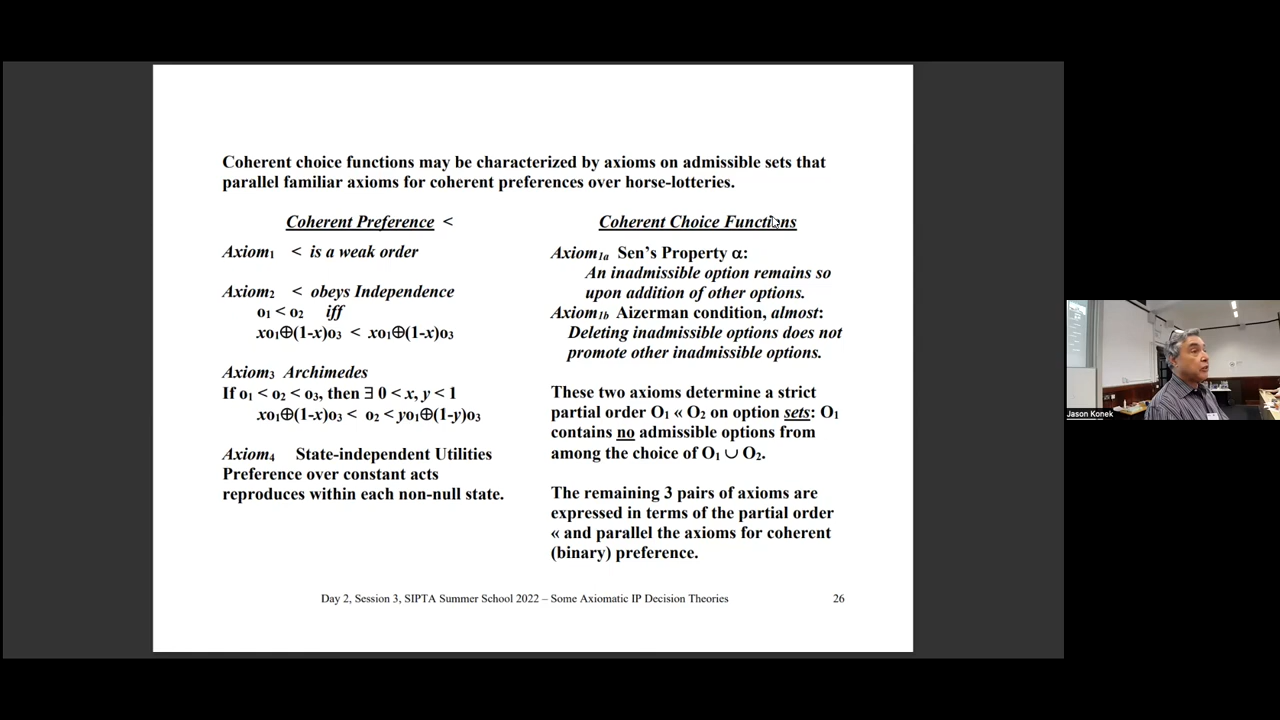 Coherent choice functions may be characterized by axioms on admissible sets that
parallel familiar axioms for coherent preferences over horse-lotteries.
Coherent Preference <
Axiom1 < is a weak order
Axiom2 < obeys Independence
o1 < o2 iff
xo1⊕(1-x)o3 < xo1⊕(1-x)o3
Axiom3 Archimedes
If o1 < o2 < o3, then ∃ 0 < x, y < 1
xo1⊕(1-x)o3 < o2 < yo1⊕(1-y)o3
Axiom4 State-independent Utilities
Preference over constant acts
reproduces within each non-null state.
Coherent Choice Functions
Axiom1a Sen's Property α:
An inadmissible option remains so
upon addition of other options.
Axiom1b Aizerman condition, almost:
Deleting inadmissible options does not
promote other inadmissible options.
These two axioms determine a strict
partial order O1 « O2 on option sets: O1
contains no admissible options from
among the choice of O1 ∪ O2.
The remaining 3 pairs of axioms are
expressed in terms of the partial order
« and parallel the axioms for coherent
(binary) preference.
Day 2, Session 3, SIPTA Summer School 2022 – Some Axiomatic IP Decision Theories
26
Jason Konek